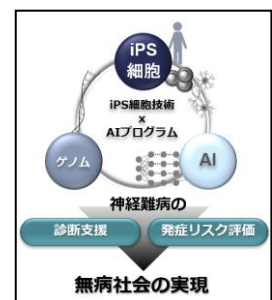 iPS
細胞
iPS細胞技術
x
AIプログラム
ゲノム
AI
神経難病の
診断支援
発症リスク評価
無病社会の実現